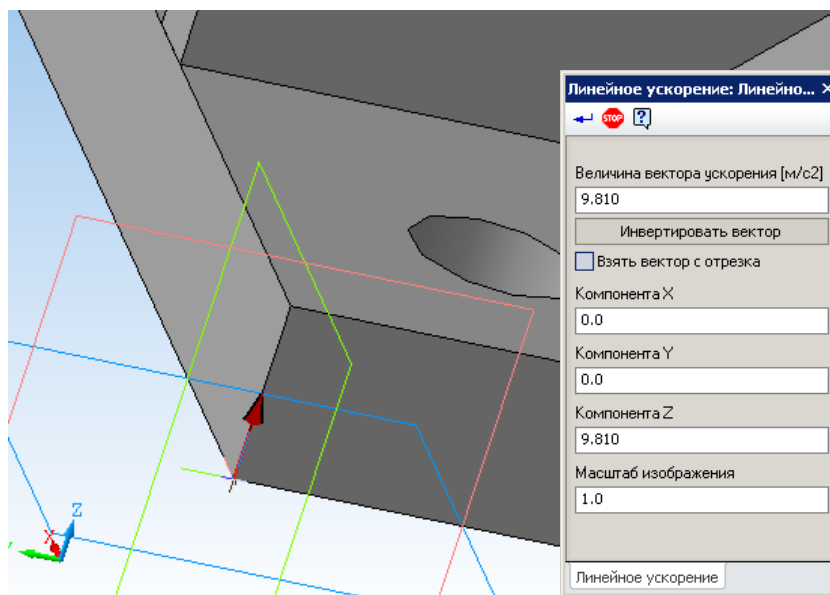 Линейное ускорение: Линейно...
STOP
?
Величина вектора ускорения [м/с2]
9.810
Инвертировать вектор
Взять вектор с отрезка
Компонента X
0.0
Компонента Y
0.0
Компонента Z
9.810
Масштаб изображения
1.0
Линейное ускорение
Z
X